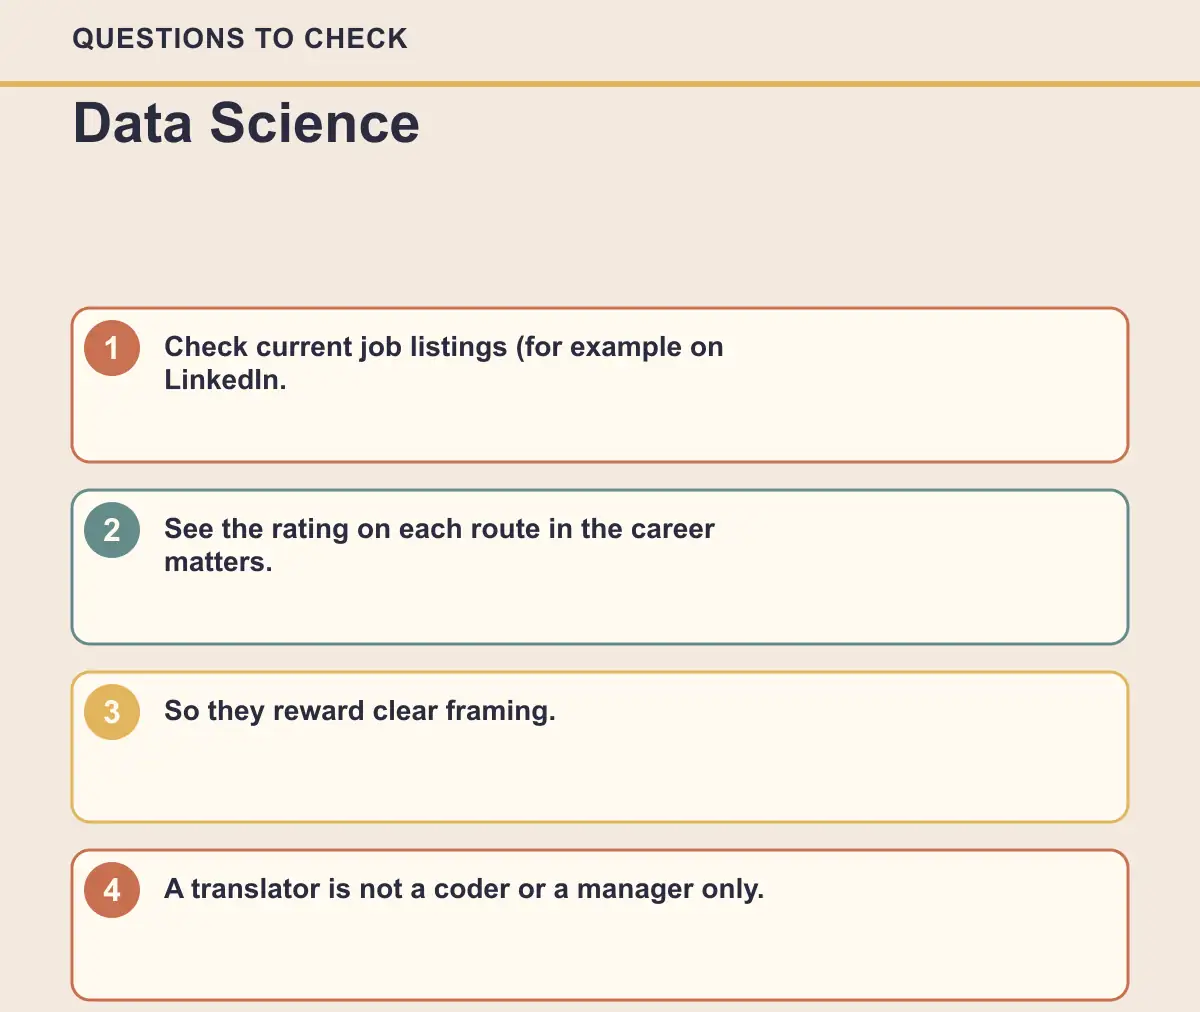 QUESTIONS TO CHECK
Data Science
1
Check current job listings (for example on
LinkedIn.
2
See the rating on each route in the career
matters.
3
So they reward clear framing.
4
A translator is not a coder or a manager only.